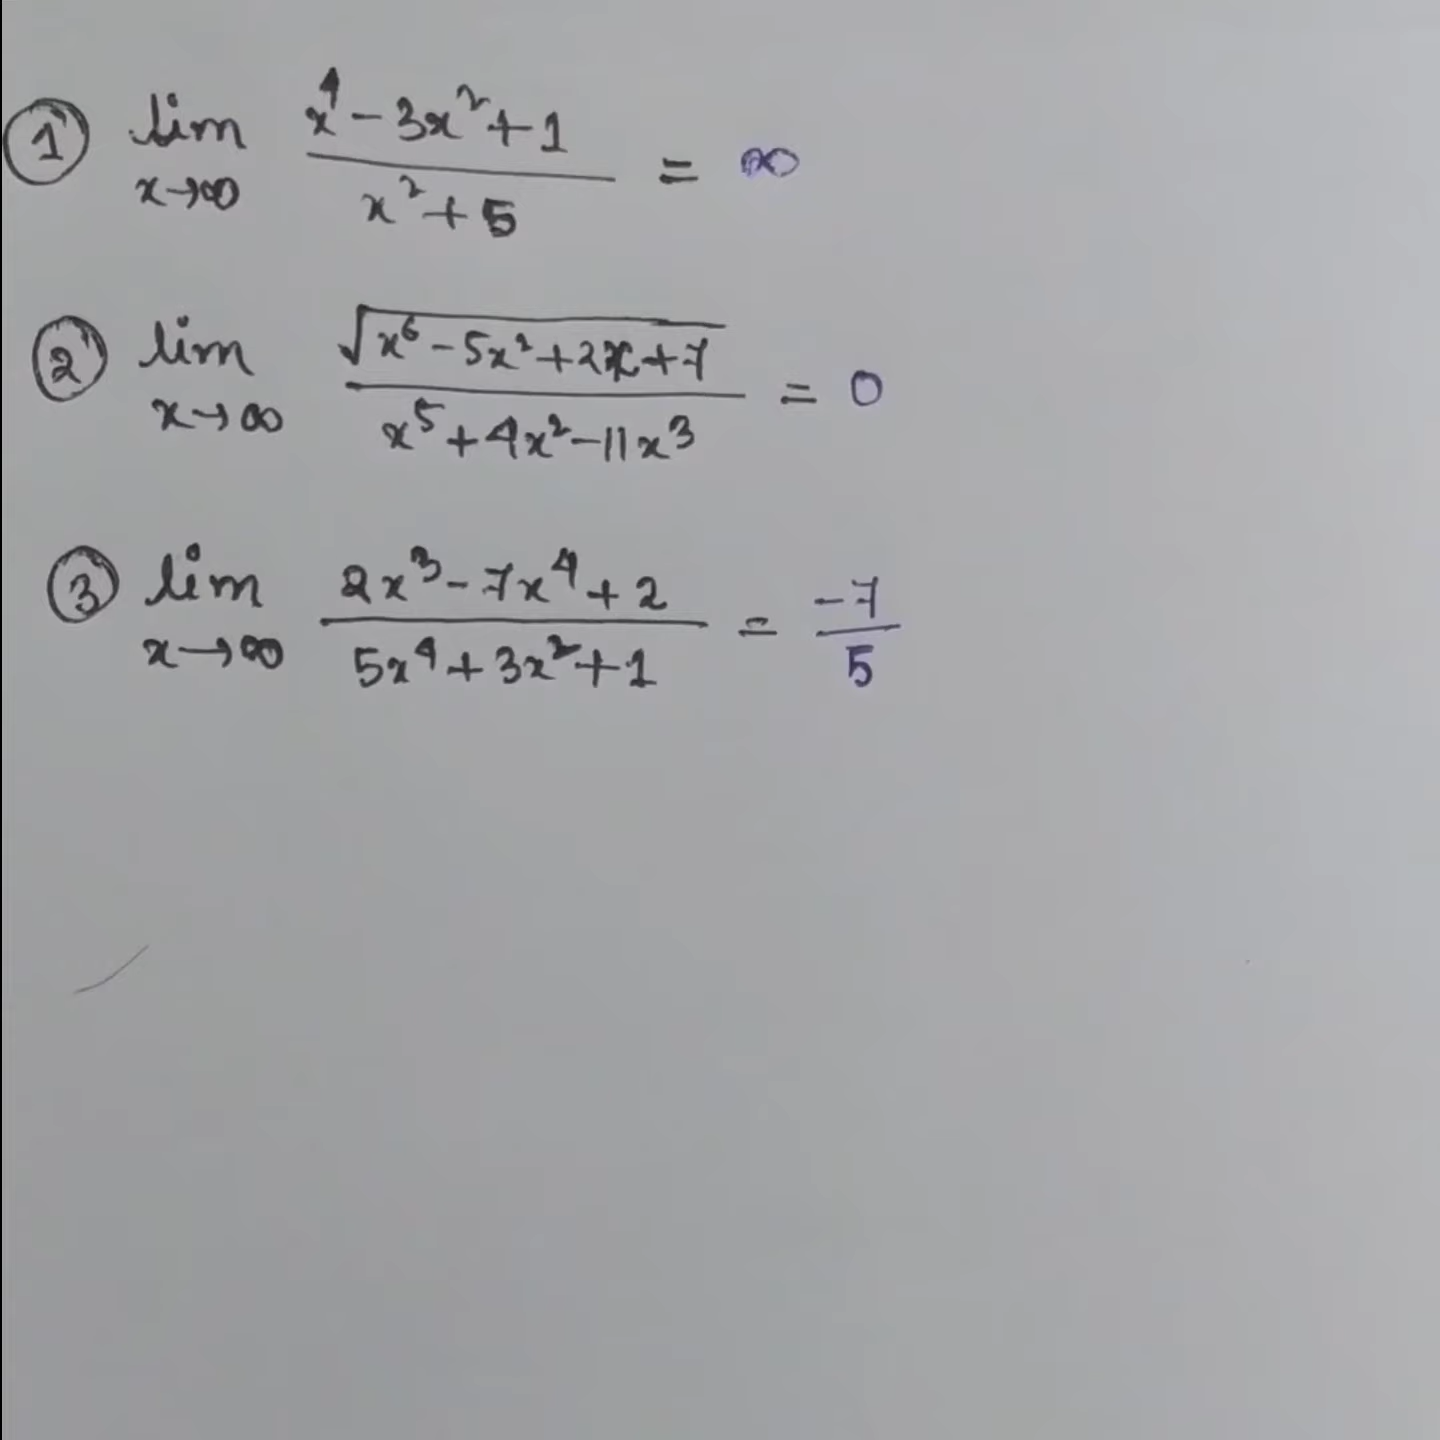 ① lim x→∞ (x⁴ - 3x² + 1) / (x² + 5) = ∞
② lim x→∞ √(x⁶ - 5x² + 2x + 7) / (x⁵ + 4x² - 11x³) = 0
③ lim x→∞ (2x³ - 7x⁴ + 2) / (5x⁴ + 3x² + 1) = -7/5